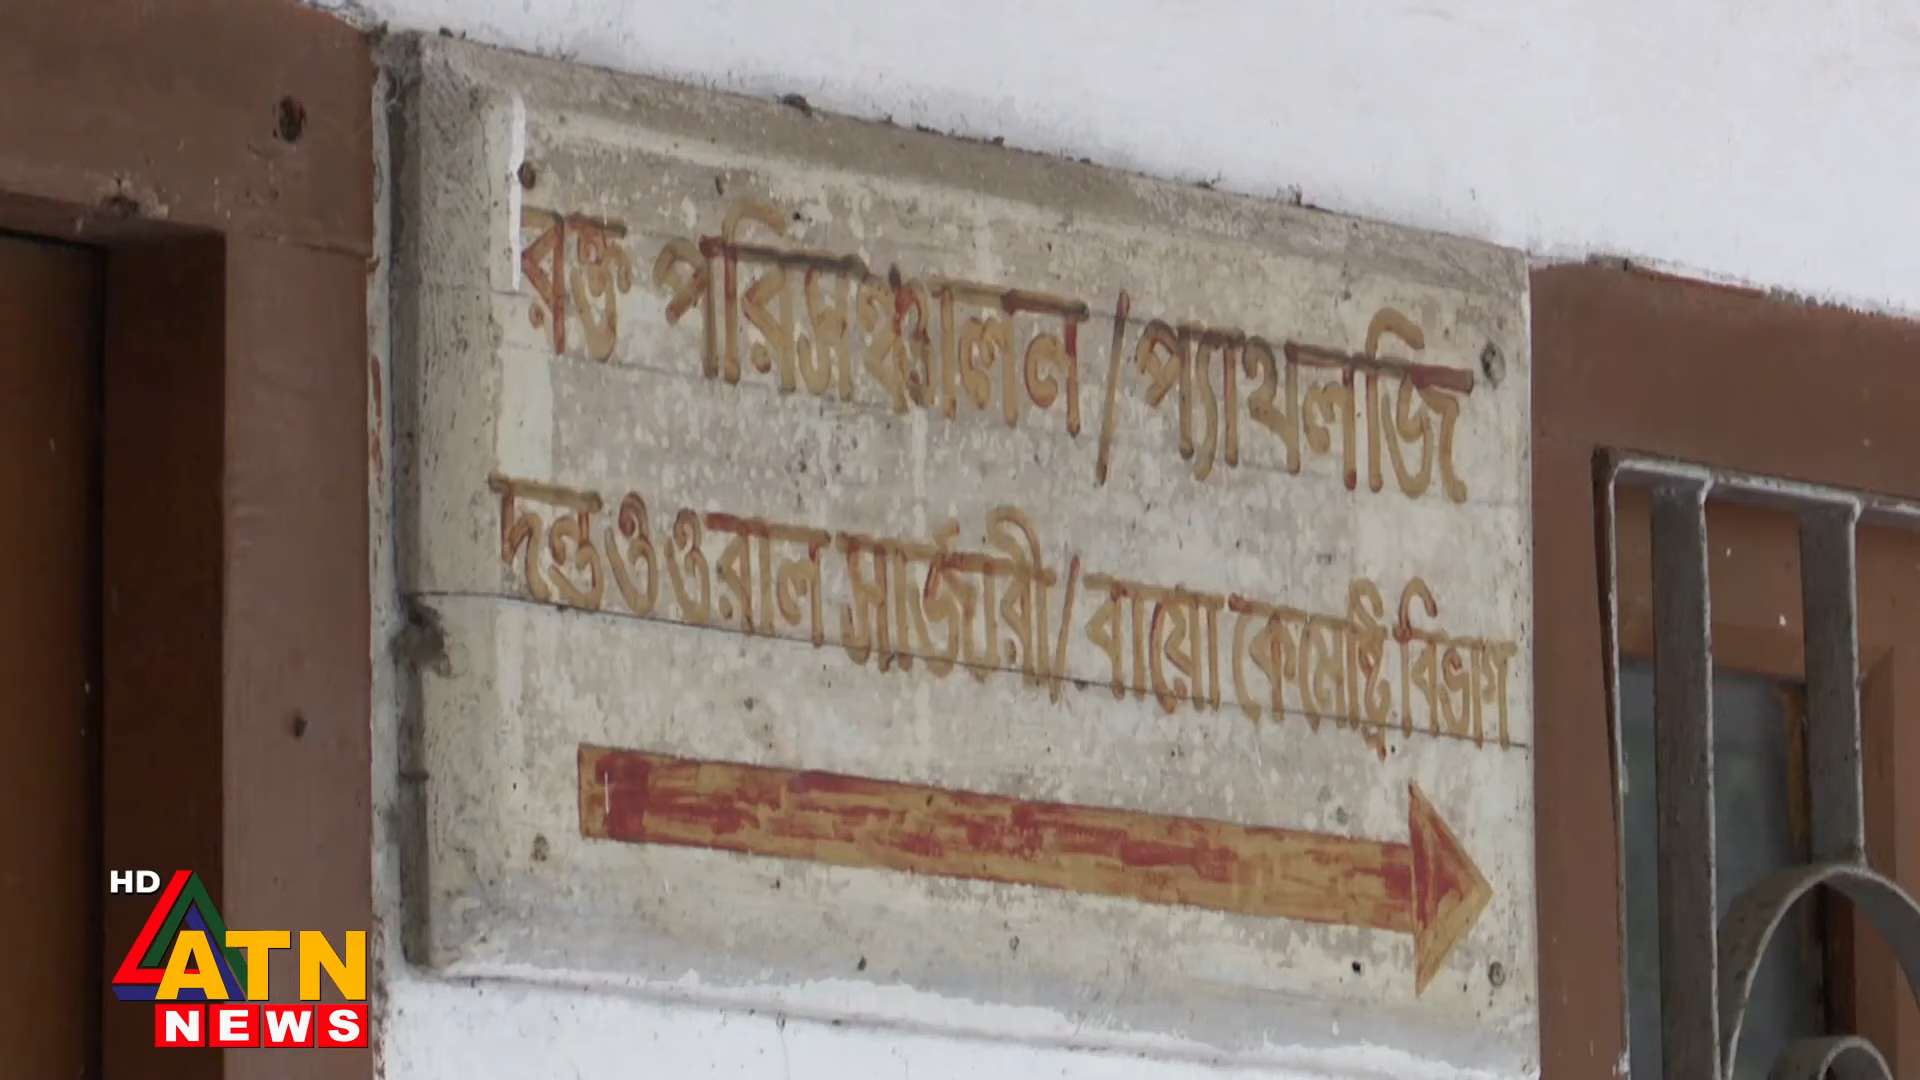 রক্ত পরিসঞ্চালন / প্যাথলজি
দন্ত ও ওরাল সার্জারী / বায়ো কেমেষ্ট্রি বিভাগ
HD
ATN
NEWS